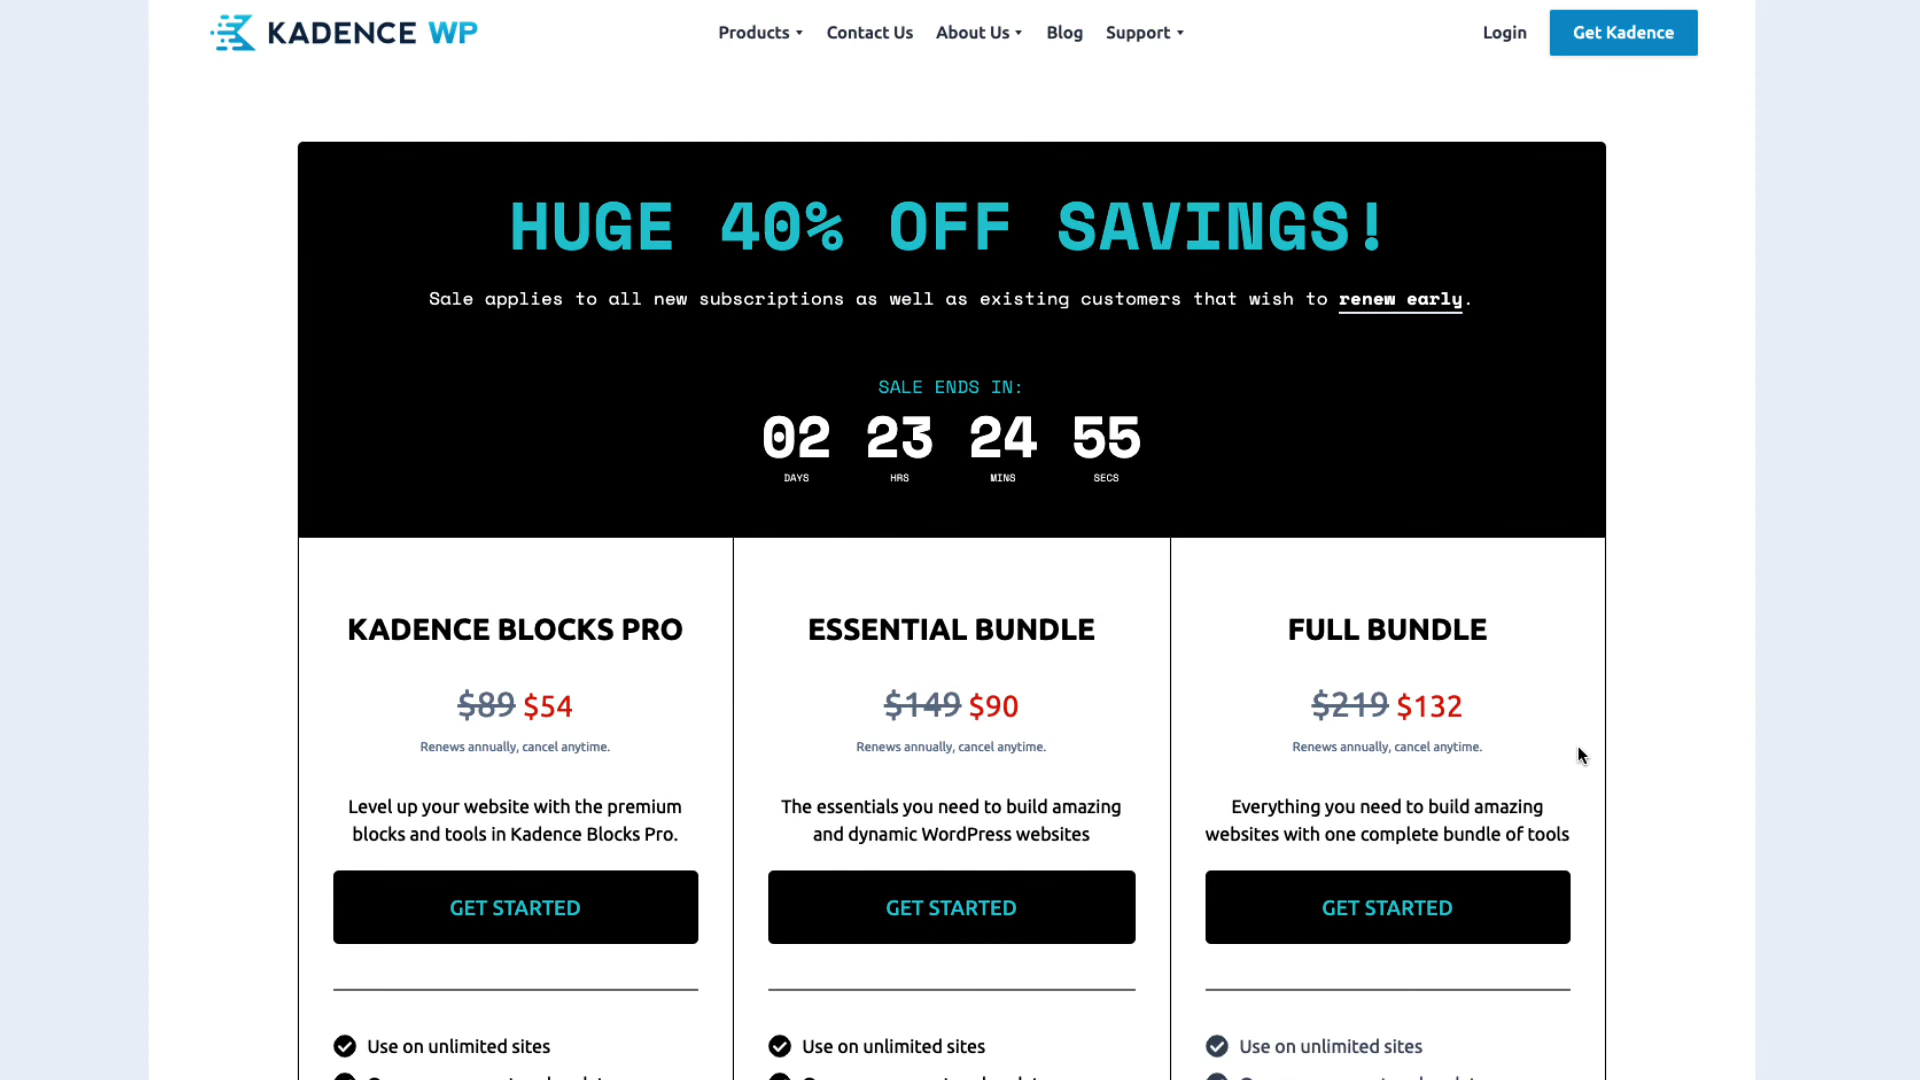 KADENCE WP
Products
Contact Us
About Us
Blog
Support
Login
Get Kadence
HUGE 40% OFF SAVINGS!
Sale applies to all new subscriptions as well as existing customers that wish to renew early.
SALE ENDS IN:
02 23 24 55
DAYS HRS MINS SECS
KADENCE BLOCKS PRO
$89 $54
Renews annually, cancel anytime.
Level up your website with the premium
blocks and tools in Kadence Blocks Pro.
GET STARTED
Use on unlimited sites
ESSENTIAL BUNDLE
$149 $90
Renews annually, cancel anytime.
The essentials you need to build amazing
and dynamic WordPress websites
GET STARTED
Use on unlimited sites
FULL BUNDLE
$219 $132
Renews annually, cancel anytime.
Everything you need to build amazing
websites with one complete bundle of tools
GET STARTED
Use on unlimited sites